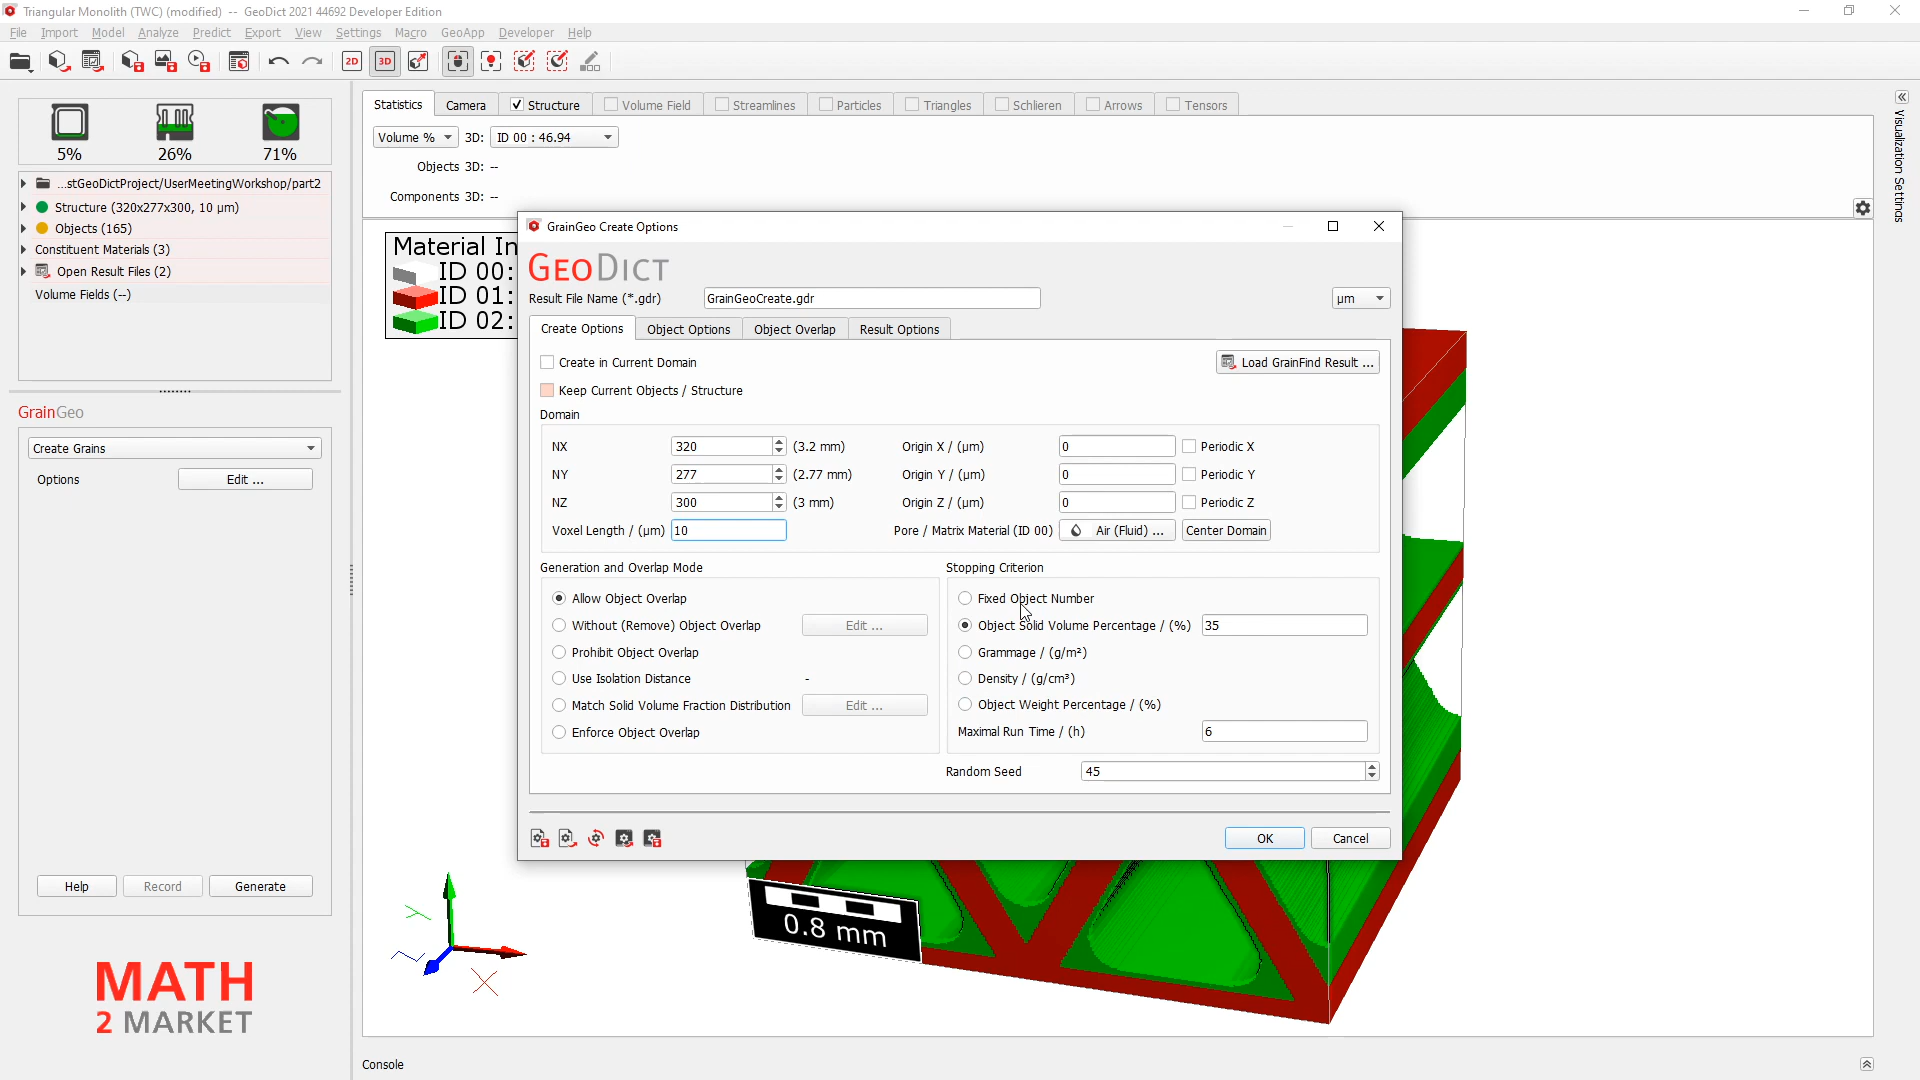 Triangular Monolith (TWC) (modified) -- GeoDict 2021 44692 Developer Edition
File Import Model Analyze Predict Export View Settings Macro GeoApp Developer Help
2D 3D
5% 26% 71%
...stGeoDictProject/UserMeetingWorkshop/part2
Structure (320x277x300, 10 µm)
Objects (165)
Constituent Materials (3)
Open Result Files (2)
Volume Fields (--)
GrainGeo
Create Grains
Options Edit ...
Help Record Generate
MATH
2 MARKET
Statistics Camera Structure Volume Field Streamlines Particles Triangles Schlieren Arrows Tensors
Volume % 3D: ID 00 : 46.94
Objects 3D: --
Components 3D: --
Visualization Settings
Material In
ID 00:
ID 01:
ID 02:
GrainGeo Create Options
GEODICT
Result File Name (*.gdr) GrainGeoCreate.gdr µm
Create Options Object Options Object Overlap Result Options
Create in Current Domain Load GrainFind Result ...
Keep Current Objects / Structure
Domain
NX 320 (3.2 mm) Origin X / (µm) 0 Periodic X
NY 277 (2.77 mm) Origin Y / (µm) 0 Periodic Y
NZ 300 (3 mm) Origin Z / (µm) 0 Periodic Z
Voxel Length / (µm) 10 Pore / Matrix Material (ID 00) Air (Fluid) ... Center Domain
Generation and Overlap Mode Stopping Criterion
Allow Object Overlap Fixed Object Number
Without (Remove) Object Overlap Edit ... Object Solid Volume Percentage / (%) 35
Prohibit Object Overlap Grammage / (g/m²)
Use Isolation Distance - Density / (g/cm³)
Match Solid Volume Fraction Distribution Edit ... Object Weight Percentage / (%)
Enforce Object Overlap Maximal Run Time / (h) 6
Random Seed 45
OK Cancel
0.8 mm
Console